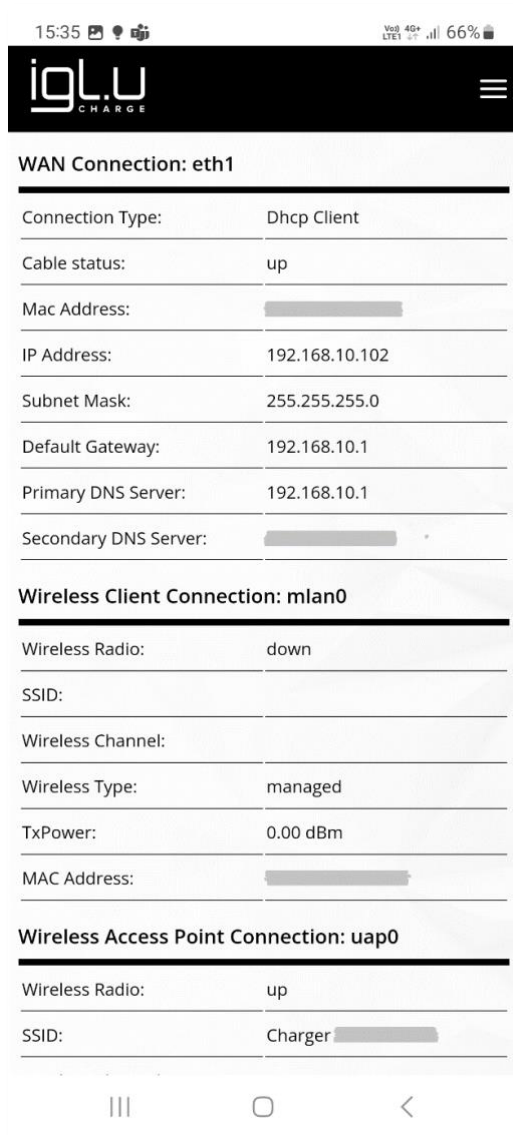 15:35 Vo)) 4G+ LTE1 66%
igL.U
CHARGE
WAN Connection: eth1
Connection Type: Dhcp Client
Cable status: up
Mac Address:
IP Address: 192.168.10.102
Subnet Mask: 255.255.255.0
Default Gateway: 192.168.10.1
Primary DNS Server: 192.168.10.1
Secondary DNS Server:
Wireless Client Connection: mlan0
Wireless Radio: down
SSID:
Wireless Channel:
Wireless Type: managed
TxPower: 0.00 dBm
MAC Address:
Wireless Access Point Connection: uap0
Wireless Radio: up
SSID: Charger